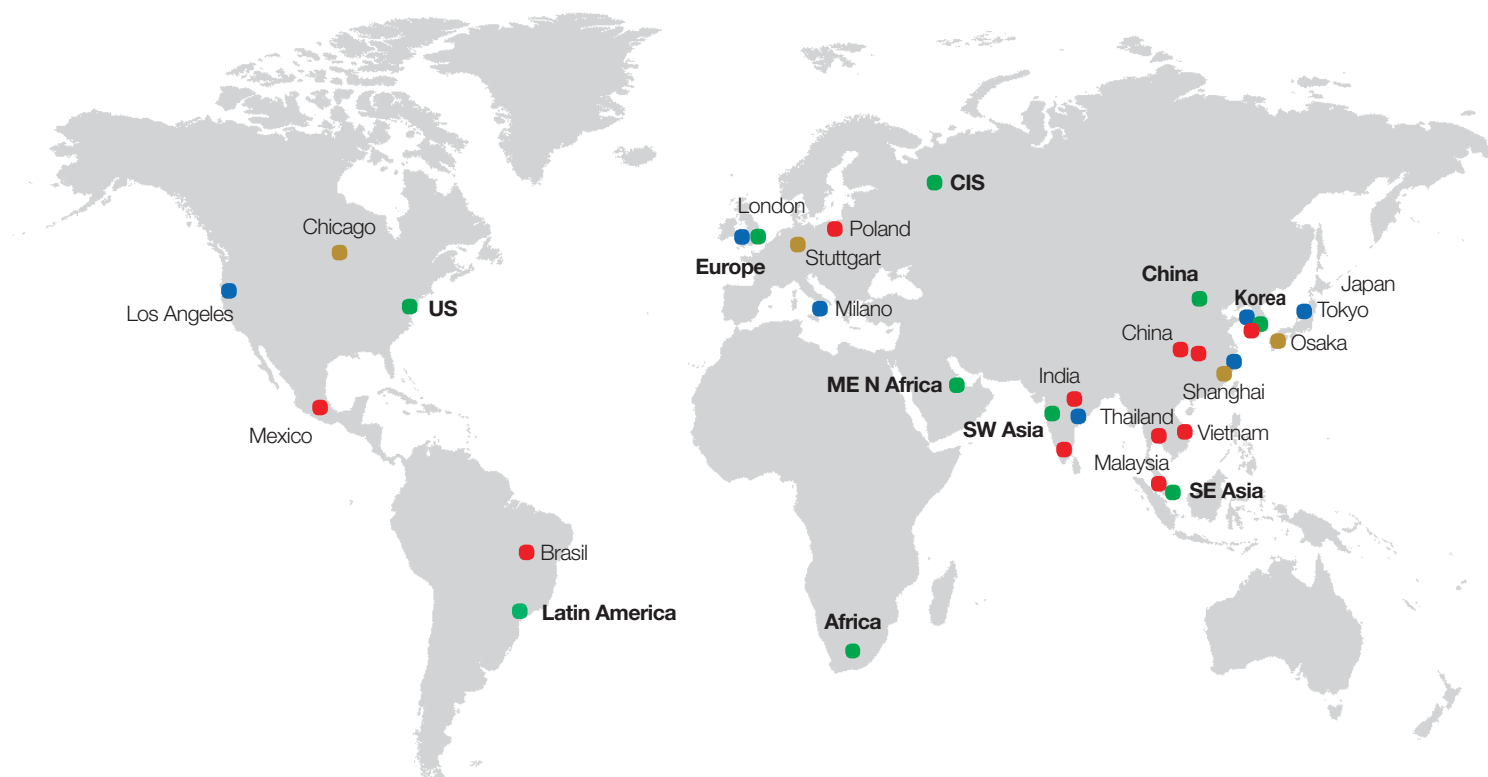 CIS
London
Chicago
Poland
Stuttgart
Europe
China
Japan
Korea
Los Angeles
US
Milano
Tokyo
China
Osaka
India
ME N Africa
Shanghai
Mexico
SW Asia
Thailand
Vietnam
Malaysia
SE Asia
Brasil
Latin America
Africa